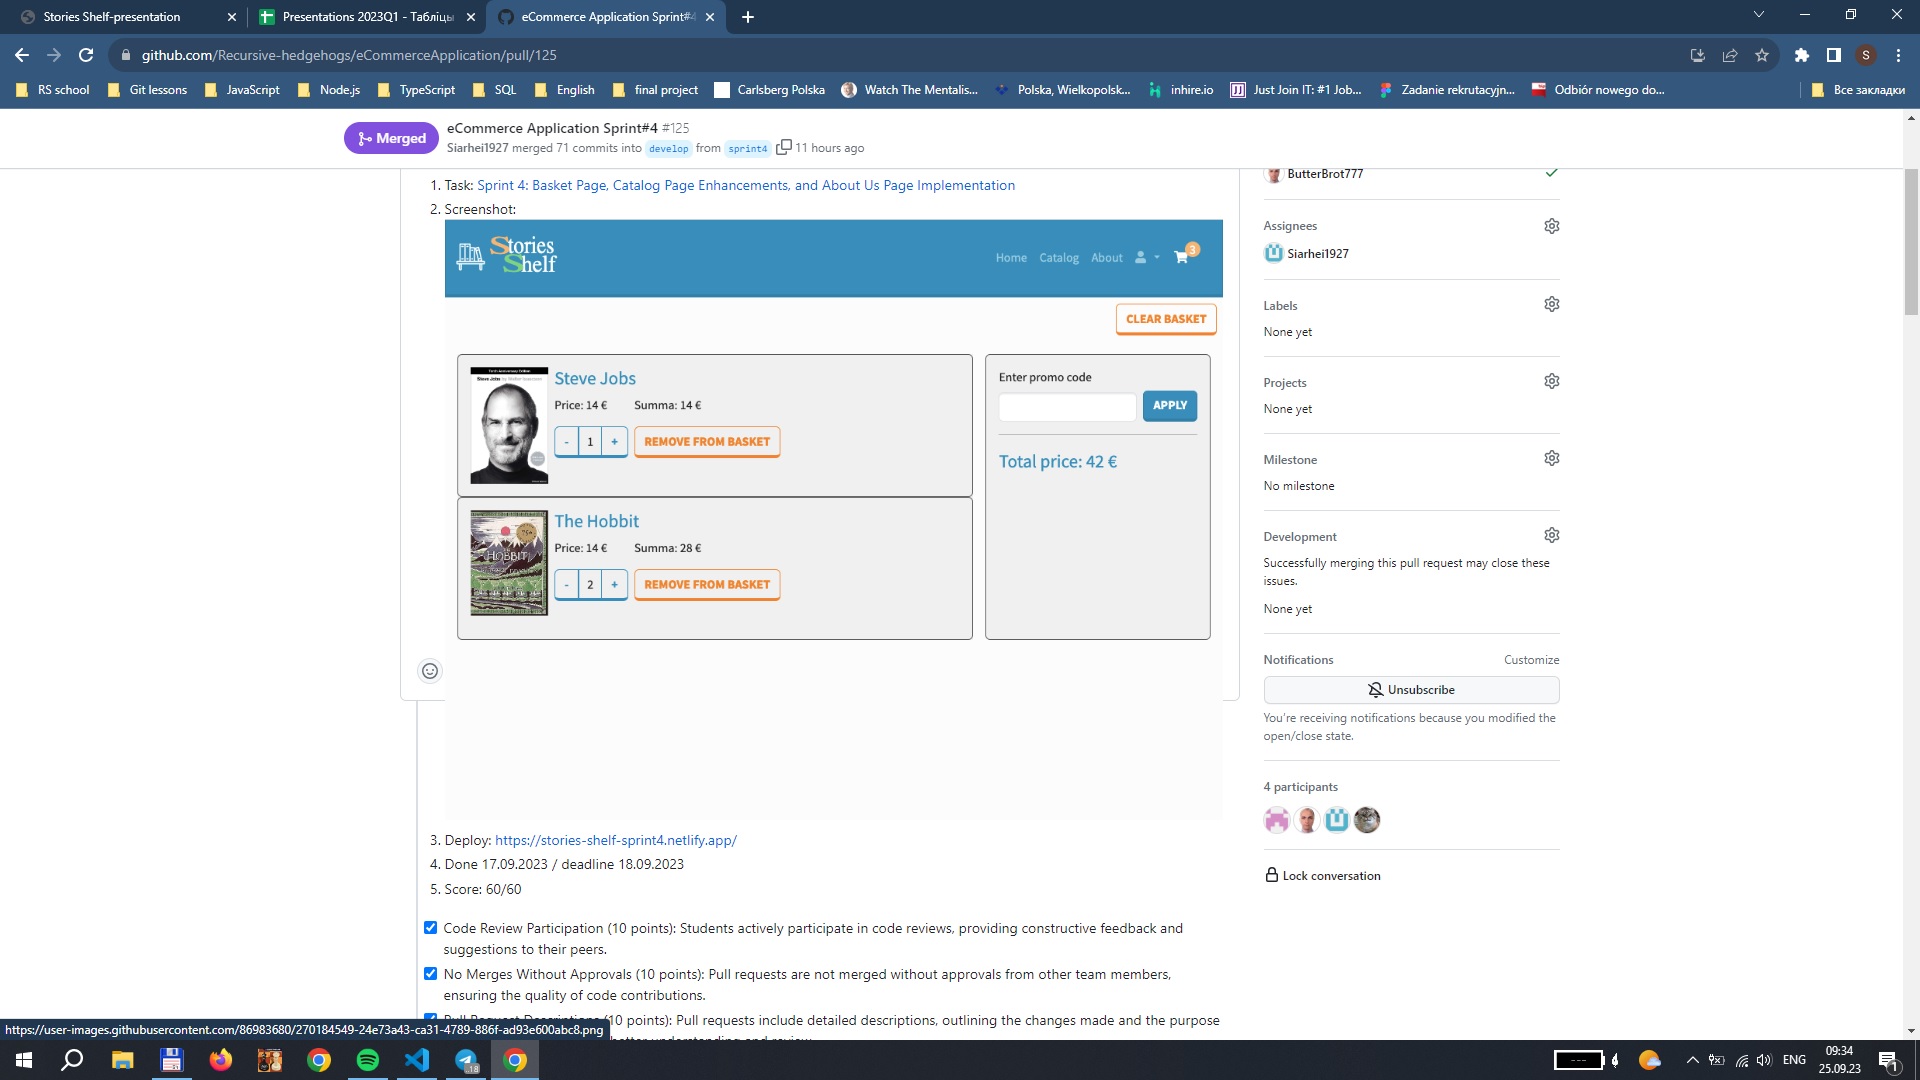 Stories Shelf-presentation
Presentations 2023Q1 - Табліцы
eCommerce Application Sprint#4
github.com/Recursive-hedgehogs/eCommerceApplication/pull/125
S
RS school
Git lessons
JavaScript
Node.js
TypeScript
SQL
English
final project
Carlsberg Polska
Watch The Mentalis...
Polska, Wielkopolsk...
inhire.io
Just Join IT: #1 Job...
Zadanie rekrutacyjn...
Odbiór nowego do...
Все закладки
Merged
eCommerce Application Sprint#4 #125
Siarhei1927 merged 71 commits into develop from sprint4 11 hours ago
1. Task: Sprint 4: Basket Page, Catalog Page Enhancements, and About Us Page Implementation
2. Screenshot:
Stories
Shelf
Home
Catalog
About
3
CLEAR BASKET
Steve Jobs
Price: 14 €
Summa: 14 €
- 1 +
REMOVE FROM BASKET
HOBBIT
The Hobbit
Price: 14 €
Summa: 28 €
- 2 +
REMOVE FROM BASKET
Enter promo code
APPLY
Total price: 42 €
3. Deploy: https://stories-shelf-sprint4.netlify.app/
4. Done 17.09.2023 / deadline 18.09.2023
5. Score: 60/60
Code Review Participation (10 points): Students actively participate in code reviews, providing constructive feedback and
suggestions to their peers.
No Merges Without Approvals (10 points): Pull requests are not merged without approvals from other team members,
ensuring the quality of code contributions.
Pull Request Descriptions (10 points): Pull requests include detailed descriptions, outlining the changes made and the purpose
ButterBrot777
Assignees
Siarhei1927
Labels
None yet
Projects
None yet
Milestone
No milestone
Development
Successfully merging this pull request may close these
issues.
None yet
Notifications
Customize
Unsubscribe
You're receiving notifications because you modified the
open/close state.
4 participants
Lock conversation
https://user-images.githubusercontent.com/86983680/270184549-24e73a43-ca31-4789-886f-ad93e600abc8.png
.18
ENG
09:34
25.09.23
1